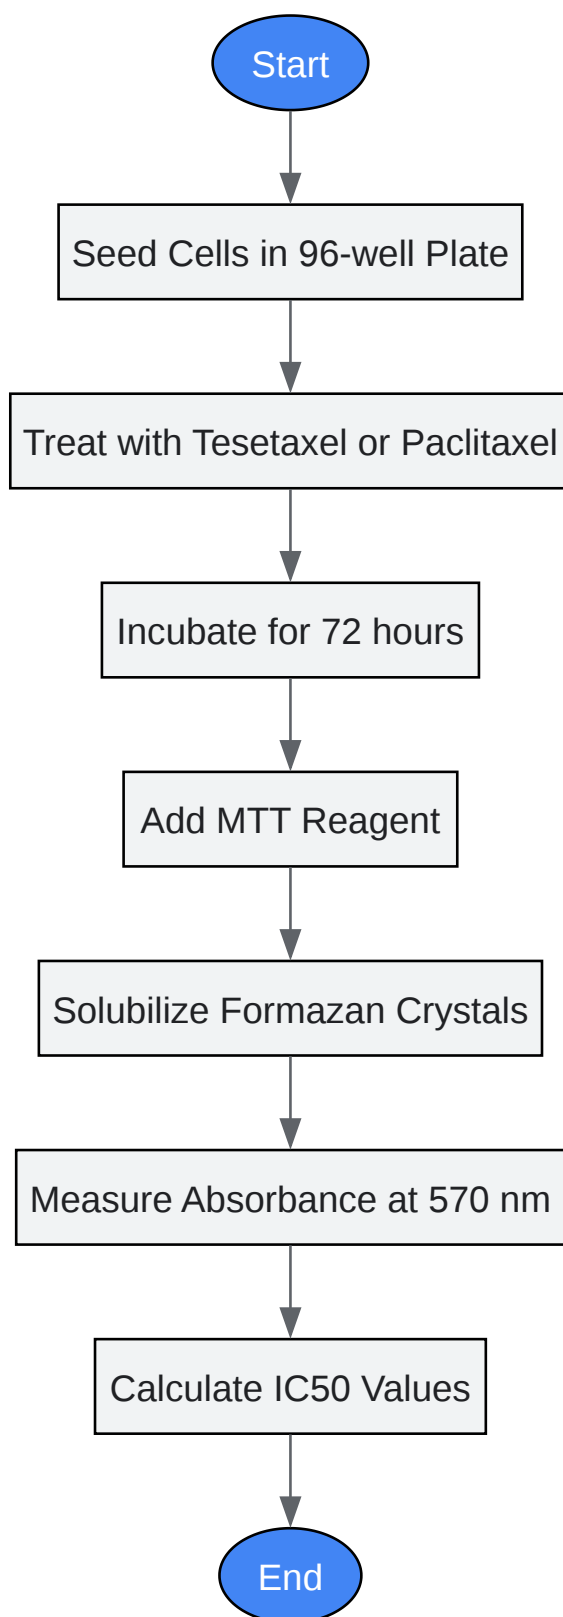 Start
Seed Cells in 96-well Plate
Treat with Tesetaxel or Paclitaxel
Incubate for 72 hours
Add MTT Reagent
Solubilize Formazan Crystals
Measure Absorbance at 570 nm
Calculate IC50 Values
End